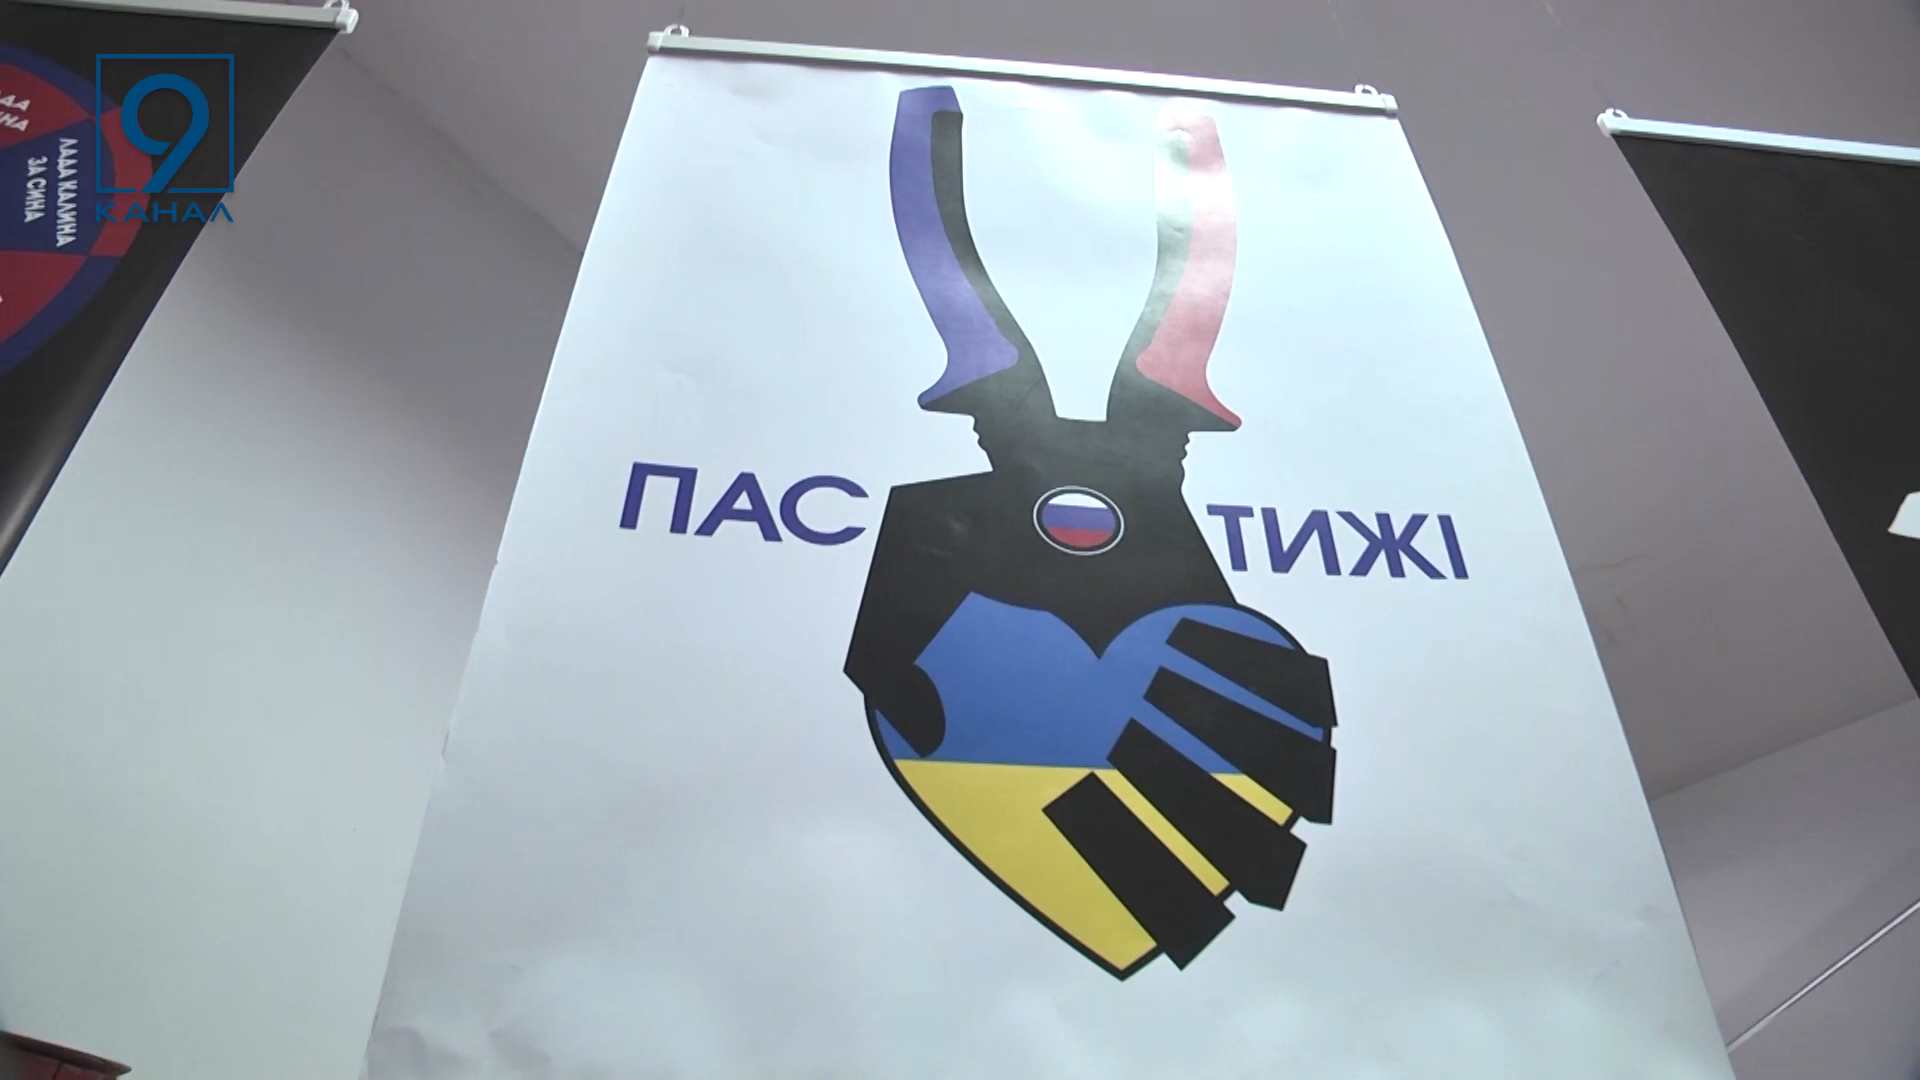 9
КАНАЛ
ЛАДА КАЛИНА
ЗА СИНА
ПАС ТИЖІ